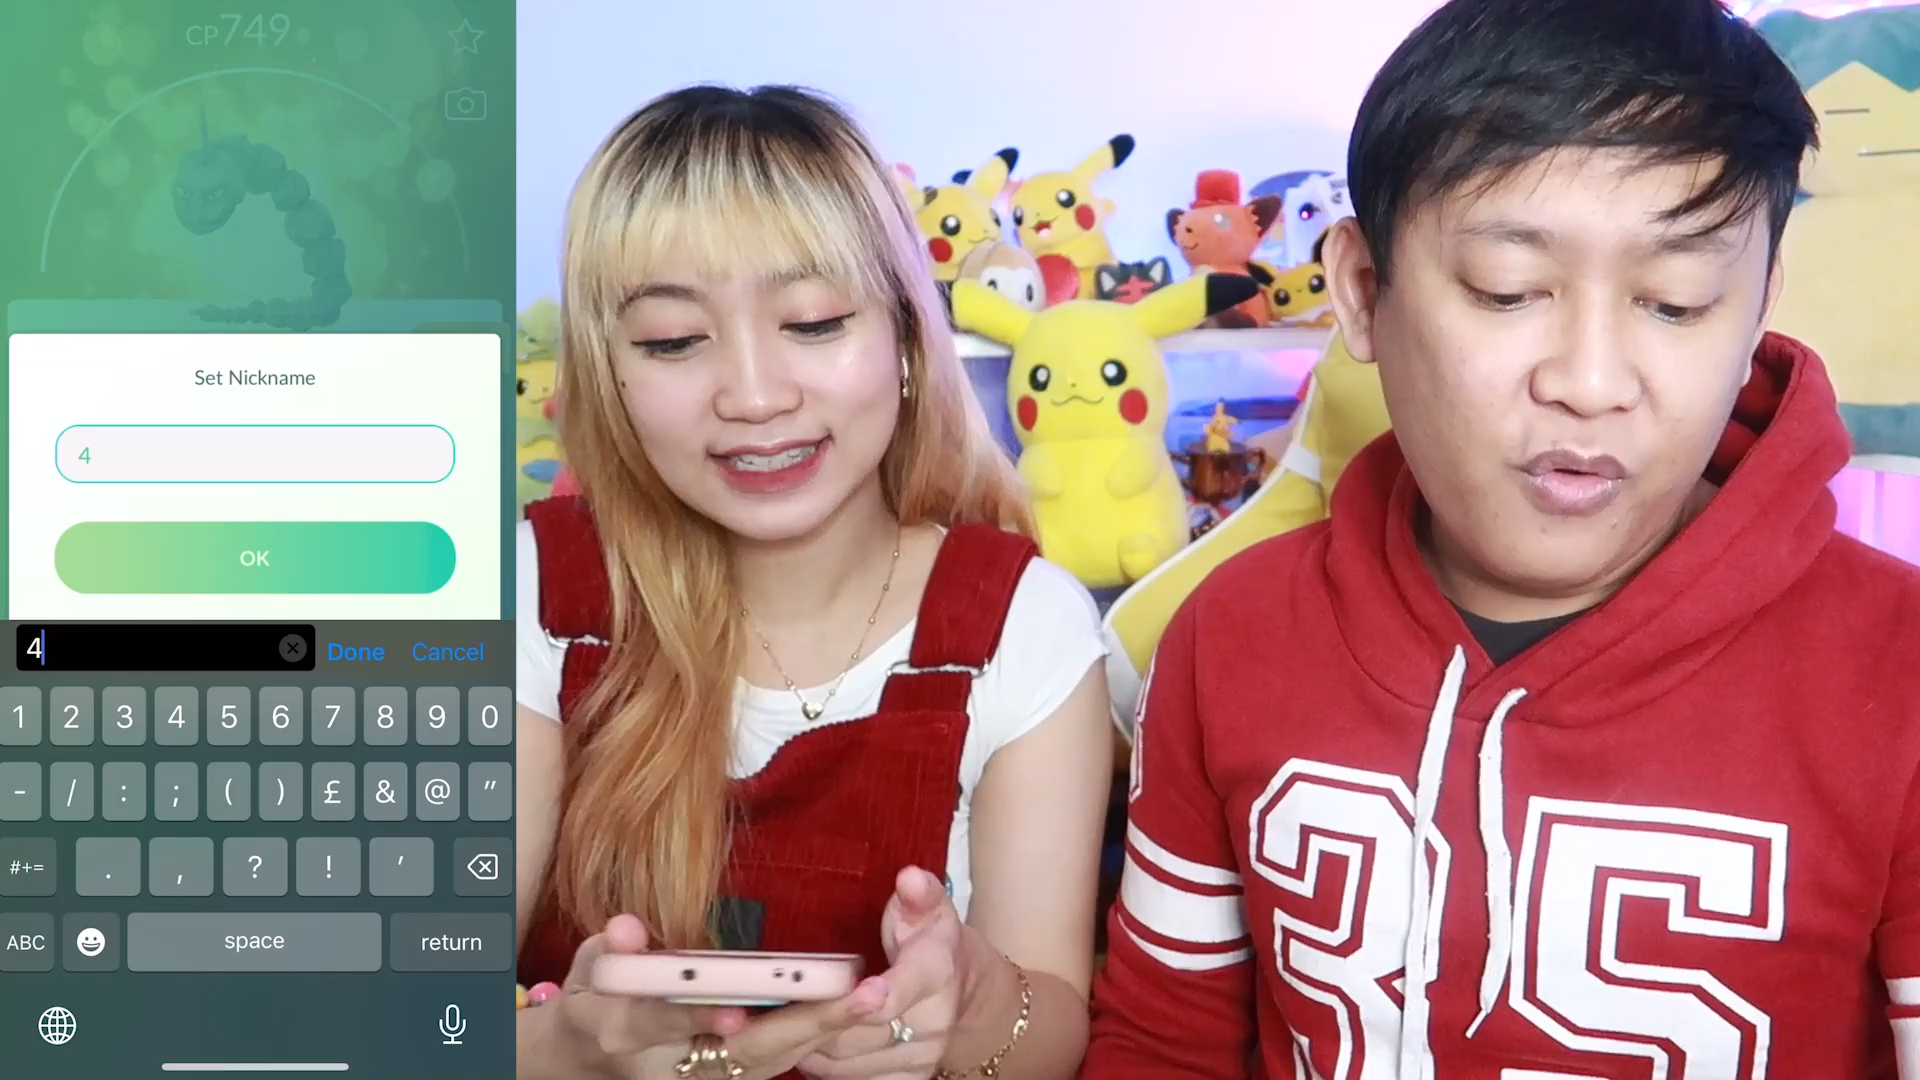 CP749
Set Nickname
4
OK
4
Done Cancel
1 2 3 4 5 6 7 8 9 0
- / : ; ( ) £ & @ "
#+= . , ? ! '
ABC space return
35